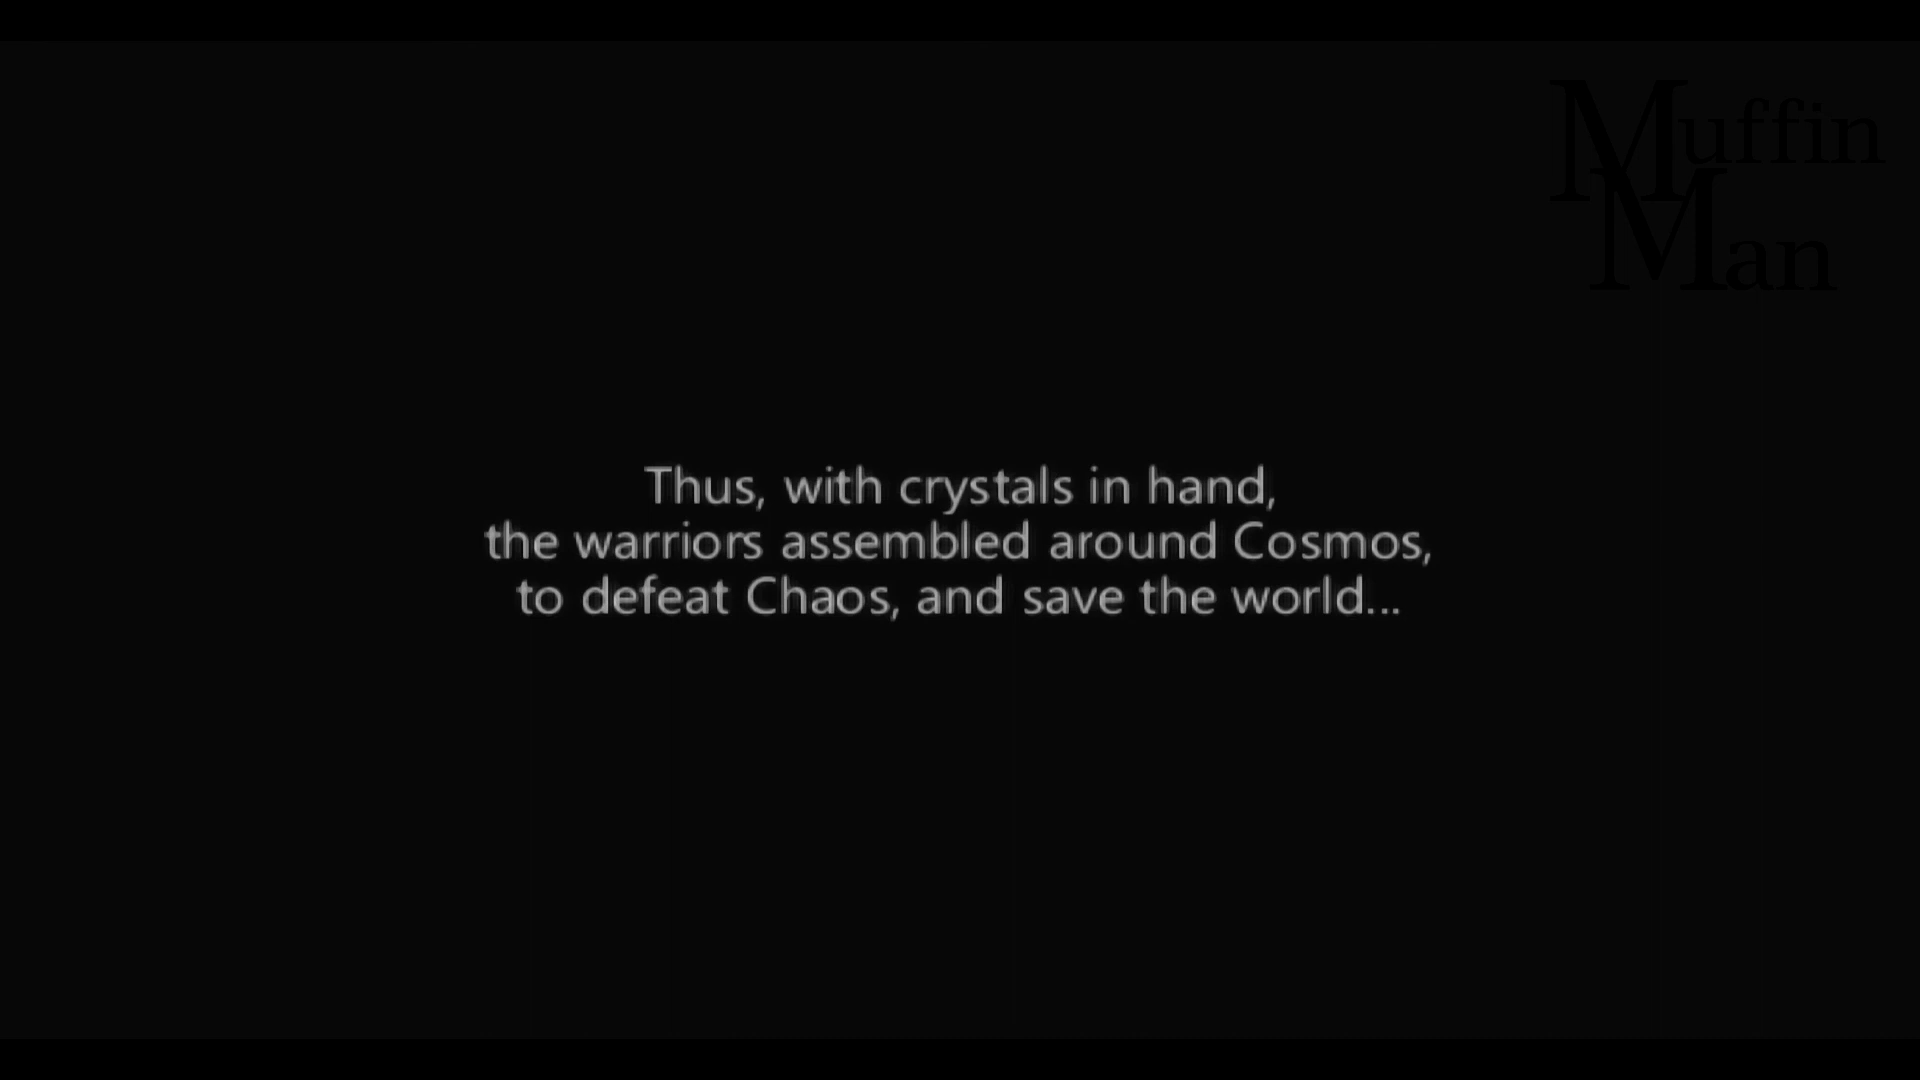 Muffin
Man
Thus, with crystals in hand,
the warriors assembled around Cosmos,
to defeat Chaos, and save the world...